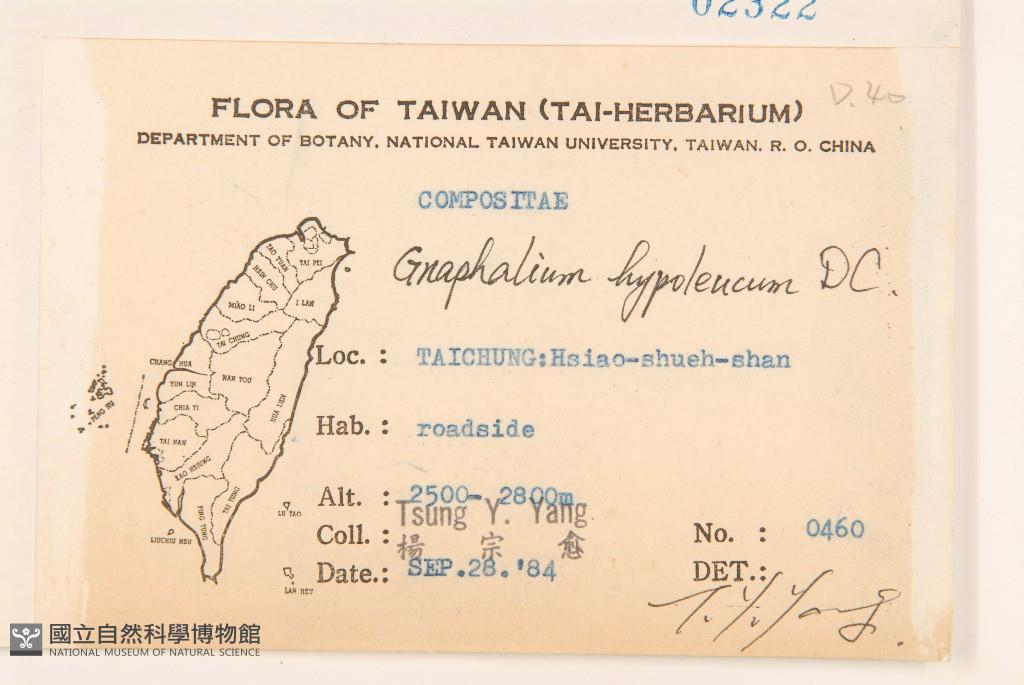 02322
D. 40
FLORA OF TAIWAN (TAI-HERBARIUM)
DEPARTMENT OF BOTANY, NATIONAL TAIWAN UNIVERSITY, TAIWAN. R. O. CHINA
COMPOSITAE
Gnaphalium hypoleucum DC.
TAO YUAN
TAI PEI
HSIN CHU
I LAN
MIAO LI
TAI CHUNG
Loc. : TAICHUNG:Hsiao-shueh-shan
CHANG HUA
NAN TOU
YUN LIN
PENG HU
CHIA YI
HUA LIEN
Hab. : roadside
TAI NAN
KAO HSIUNG
Alt. : 2500- 2800m
TAI TUNG
PING TUNG
LU TAO
Tsung Y. Yang
Coll. : 楊 宗 愈
No. : 0460
LIUCHIU HSU
Date.: SEP.28.'84
DET.:
LAN HSU
T. Y. Yang.
國立自然科學博物館
NATIONAL MUSEUM OF NATURAL SCIENCE